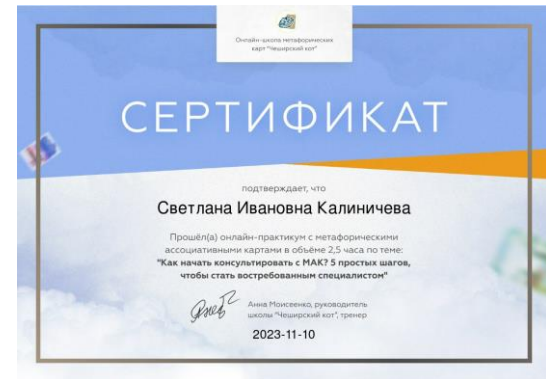 Онлайн-школа метафорических
карт "Чеширский кот"
СЕРТИФИКАТ
подтверждает, что
Светлана Ивановна Калиничева
Прошёл(а) онлайн-практикум с метафорическими
ассоциативными картами в объёме 2,5 часа по теме:
"Как начать консультировать с МАК? 5 простых шагов,
чтобы стать востребованным специалистом"
Анна Моисеенко, руководитель
школы "Чеширский кот", тренер
2023-11-10